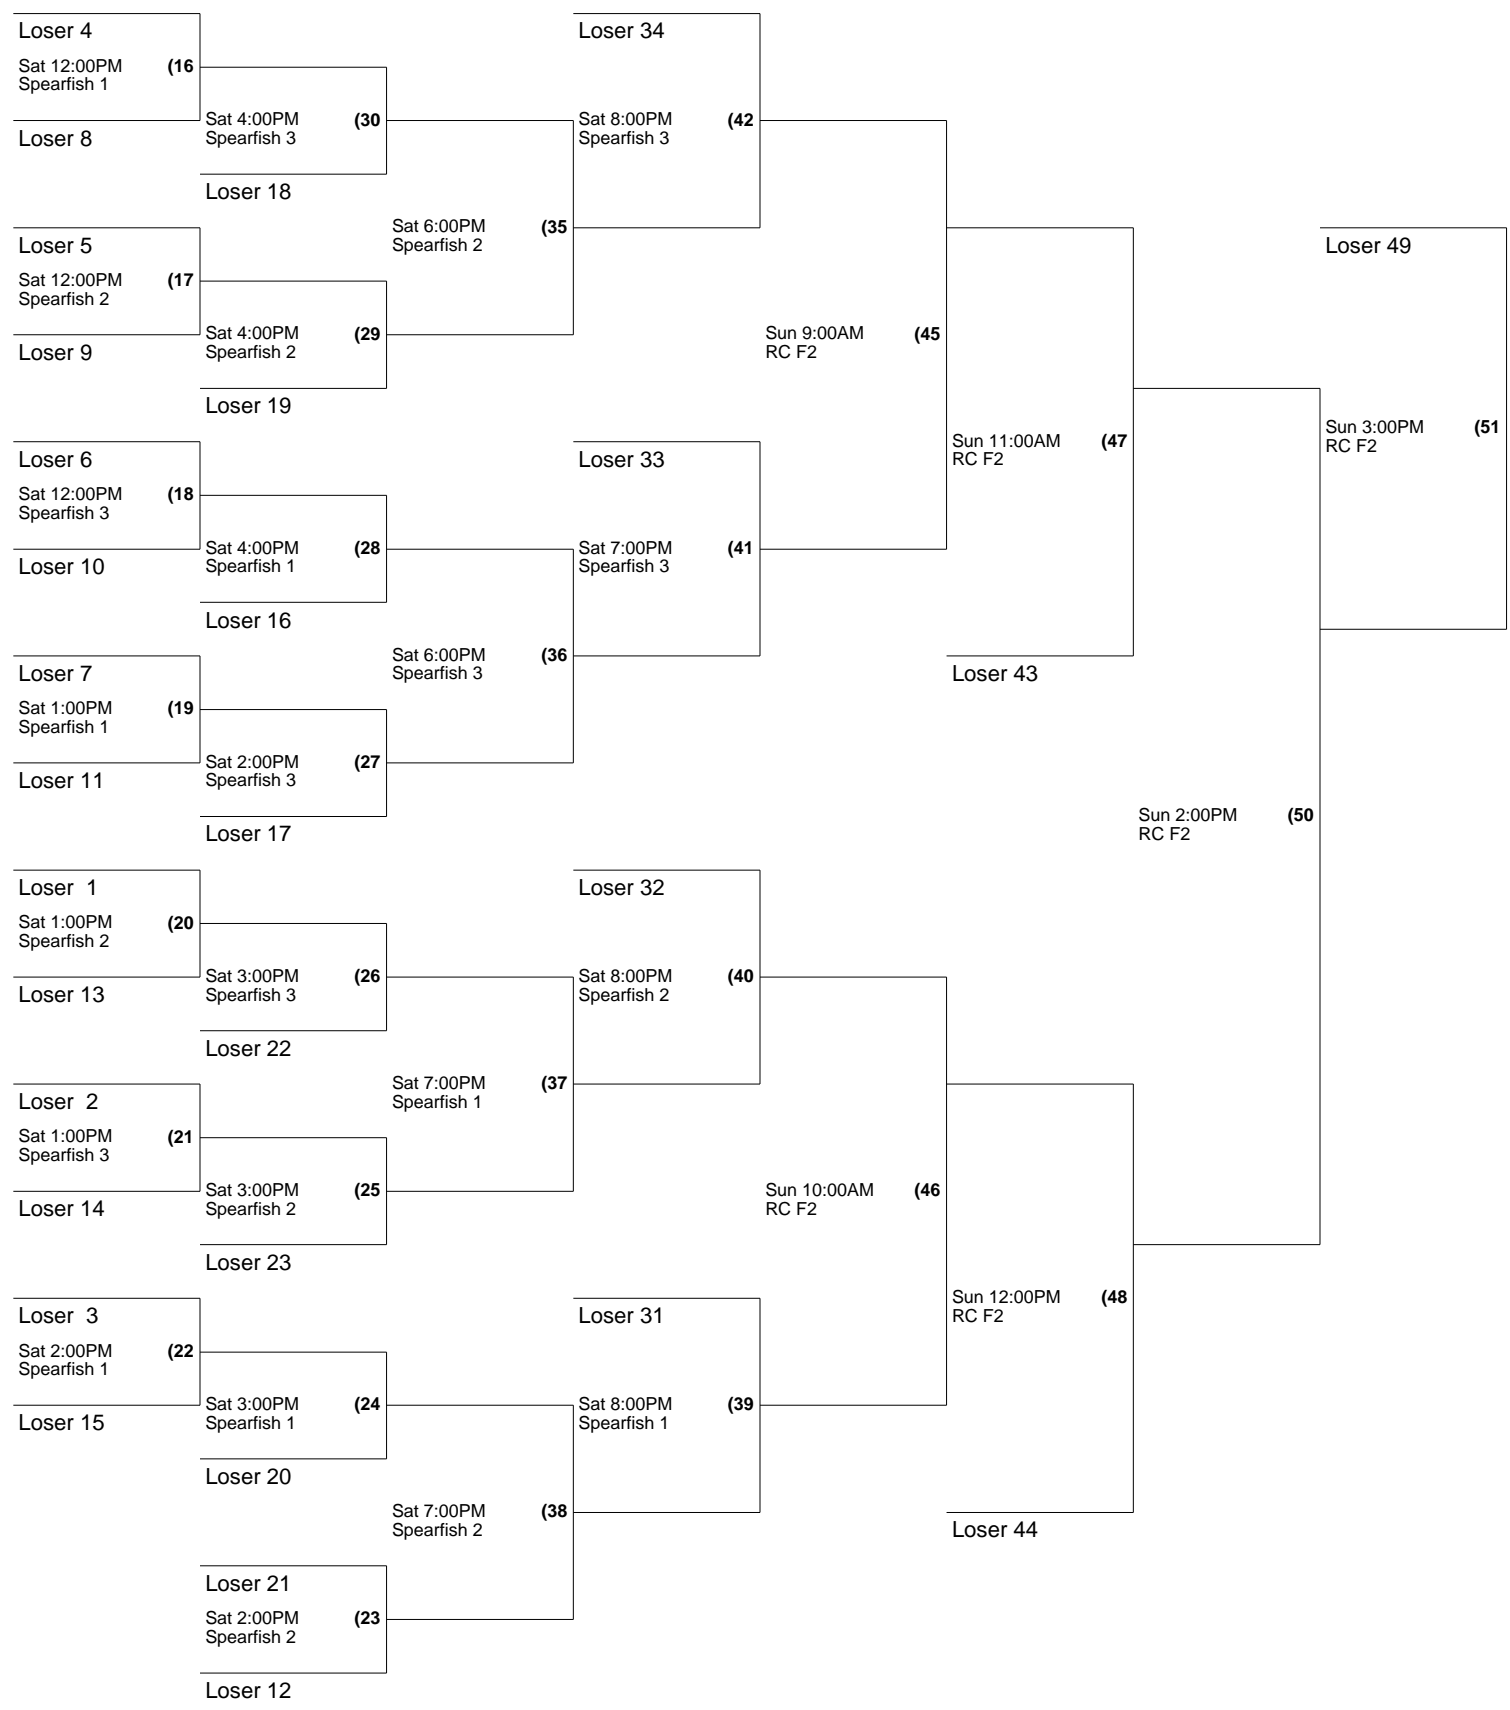 Loser 4
Sat 12:00PM (16
Spearfish 1
Loser 8
Sat 4:00PM (30
Spearfish 3
Loser 18
Loser 5
Sat 12:00PM (17
Spearfish 2
Loser 9
Sat 4:00PM (29
Spearfish 2
Loser 19
Sat 6:00PM (35
Spearfish 2
Loser 34
Sat 8:00PM (42
Spearfish 3
Loser 6
Sat 12:00PM (18
Spearfish 3
Loser 10
Sat 4:00PM (28
Spearfish 1
Loser 16
Loser 7
Sat 1:00PM (19
Spearfish 1
Loser 11
Sat 2:00PM (27
Spearfish 3
Loser 17
Sat 6:00PM (36
Spearfish 3
Loser 33
Sat 7:00PM (41
Spearfish 3
Sun 9:00AM (45
RC F2
Sun 11:00AM (47
RC F2
Loser 43
Loser 1
Sat 1:00PM (20
Spearfish 2
Loser 13
Sat 3:00PM (26
Spearfish 3
Loser 22
Loser 2
Sat 1:00PM (21
Spearfish 3
Loser 14
Sat 3:00PM (25
Spearfish 2
Loser 23
Sat 7:00PM (37
Spearfish 1
Loser 32
Sat 8:00PM (40
Spearfish 2
Loser 3
Sat 2:00PM (22
Spearfish 1
Loser 15
Sat 3:00PM (24
Spearfish 1
Loser 20
Loser 21
Sat 2:00PM (23
Spearfish 2
Loser 12
Sat 7:00PM (38
Spearfish 2
Loser 31
Sat 8:00PM (39
Spearfish 1
Sun 10:00AM (46
RC F2
Sun 12:00PM (48
RC F2
Loser 44
Sun 2:00PM (50
RC F2
Loser 49
Sun 3:00PM (51
RC F2